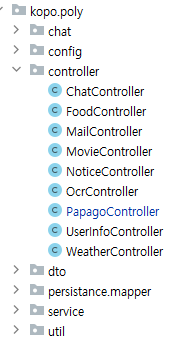 kopo.poly
chat
config
controller
ChatController
FoodController
MailController
MovieController
NoticeController
OcrController
PapagoController
UserInfoController
WeatherController
dto
persistance.mapper
service
util